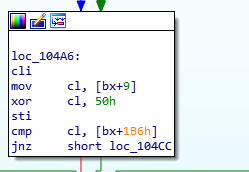 loc_104A6:
cli
mov cl, [bx+9]
xor cl, 50h
sti
cmp cl, [bx+1B6h]
jnz short loc_104CC